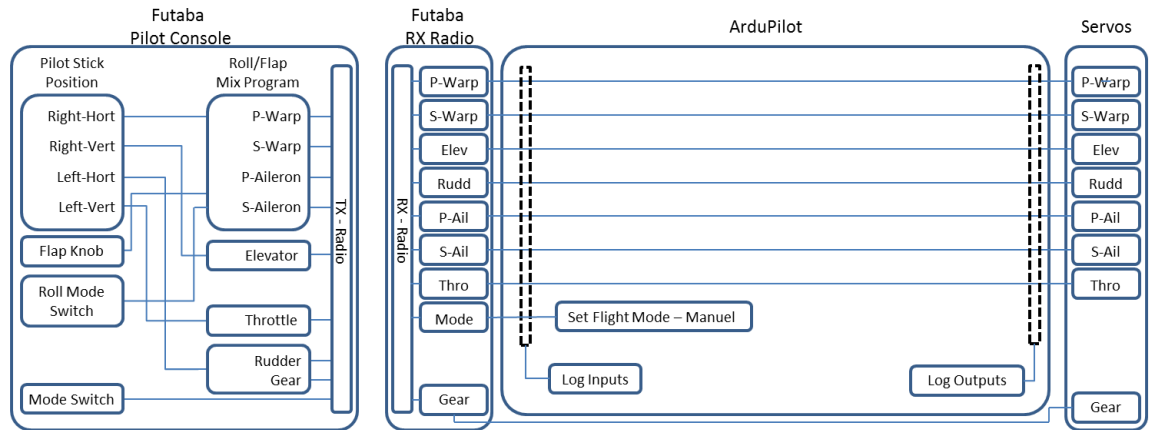 Futaba
Pilot Console
Futaba
RX Radio
ArduPilot
Servos
Pilot Stick
Position
Right-Hort
Right-Vert
Left-Hort
Left-Vert
Flap Knob
Roll Mode
Switch
Mode Switch
Roll/Flap
Mix Program
P-Warp
S-Warp
P-Aileron
S-Aileron
Elevator
Throttle
Rudder
Gear
TX - Radio
RX - Radio
P-Warp
S-Warp
Elev
Rudd
P-Ail
S-Ail
Thro
Mode
Gear
Set Flight Mode – Manuel
Log Inputs
Log Outputs
P-Warp
S-Warp
Elev
Rudd
P-Ail
S-Ail
Thro
Gear